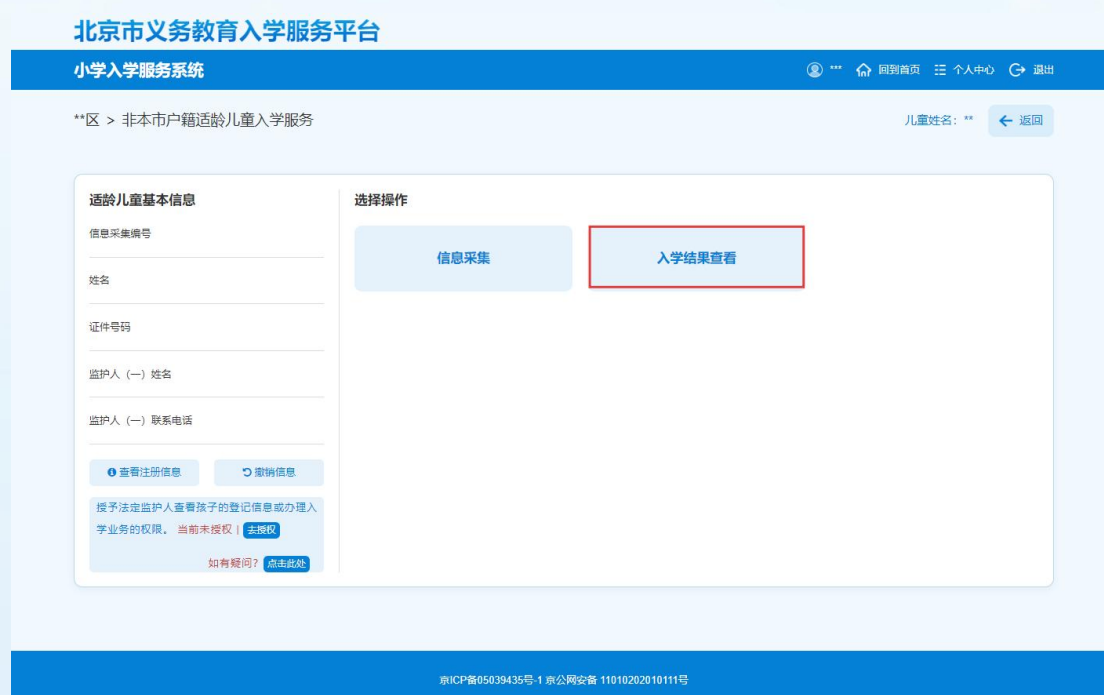 北京市义务教育入学服务平台
小学入学服务系统
*** 回到首页 个人中心 退出
**区 > 非本市户籍适龄儿童入学服务
儿童姓名：** 返回
适龄儿童基本信息
信息采集编号
姓名
证件号码
监护人（一）姓名
监护人（一）联系电话
查看注册信息 撤销信息
授予法定监护人查看孩子的登记信息或办理入
学业务的权限。 当前未授权 | 去授权
如有疑问? 点击此处
选择操作
信息采集 入学结果查看
京ICP备05039435号-1 京公网安备 11010202010111号